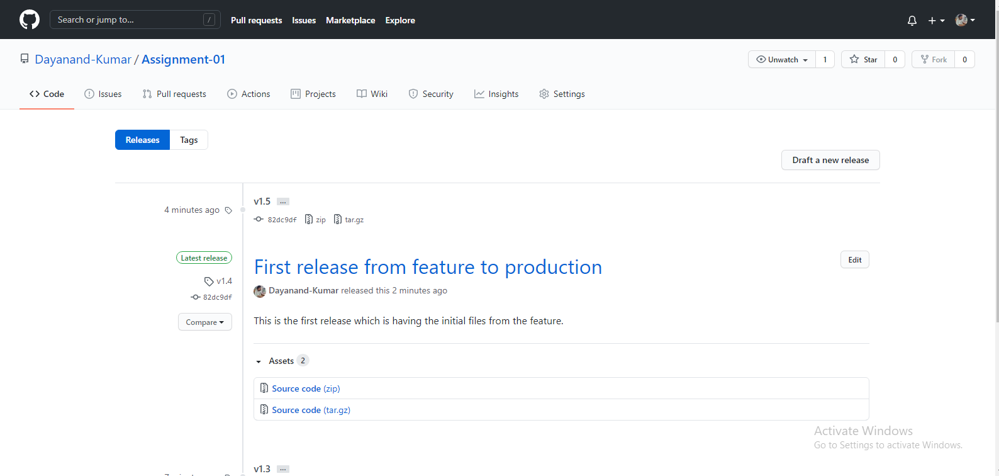 Search or jump to... /
Pull requests Issues Marketplace Explore
Dayanand-Kumar / Assignment-01
Unwatch 1 Star 0 Fork 0
Code Issues Pull requests Actions Projects Wiki Security Insights Settings
Releases Tags
Draft a new release
4 minutes ago
v1.5 ...
82dc9df zip tar.gz
Latest release
v1.4
82dc9df
Compare
First release from feature to production
Edit
Dayanand-Kumar released this 2 minutes ago
This is the first release which is having the initial files from the feature.
Assets 2
Source code (zip)
Source code (tar.gz)
Activate Windows
Go to Settings to activate Windows.
v1.3 ...